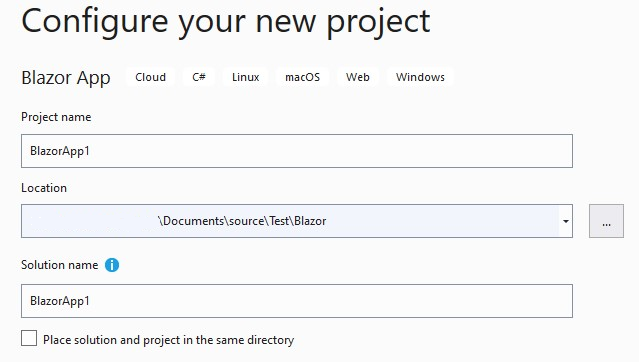 Configure your new project
Blazor App Cloud C# Linux macOS Web Windows
Project name
BlazorApp1
Location
\Documents\source\Test\Blazor
...
Solution name
BlazorApp1
Place solution and project in the same directory